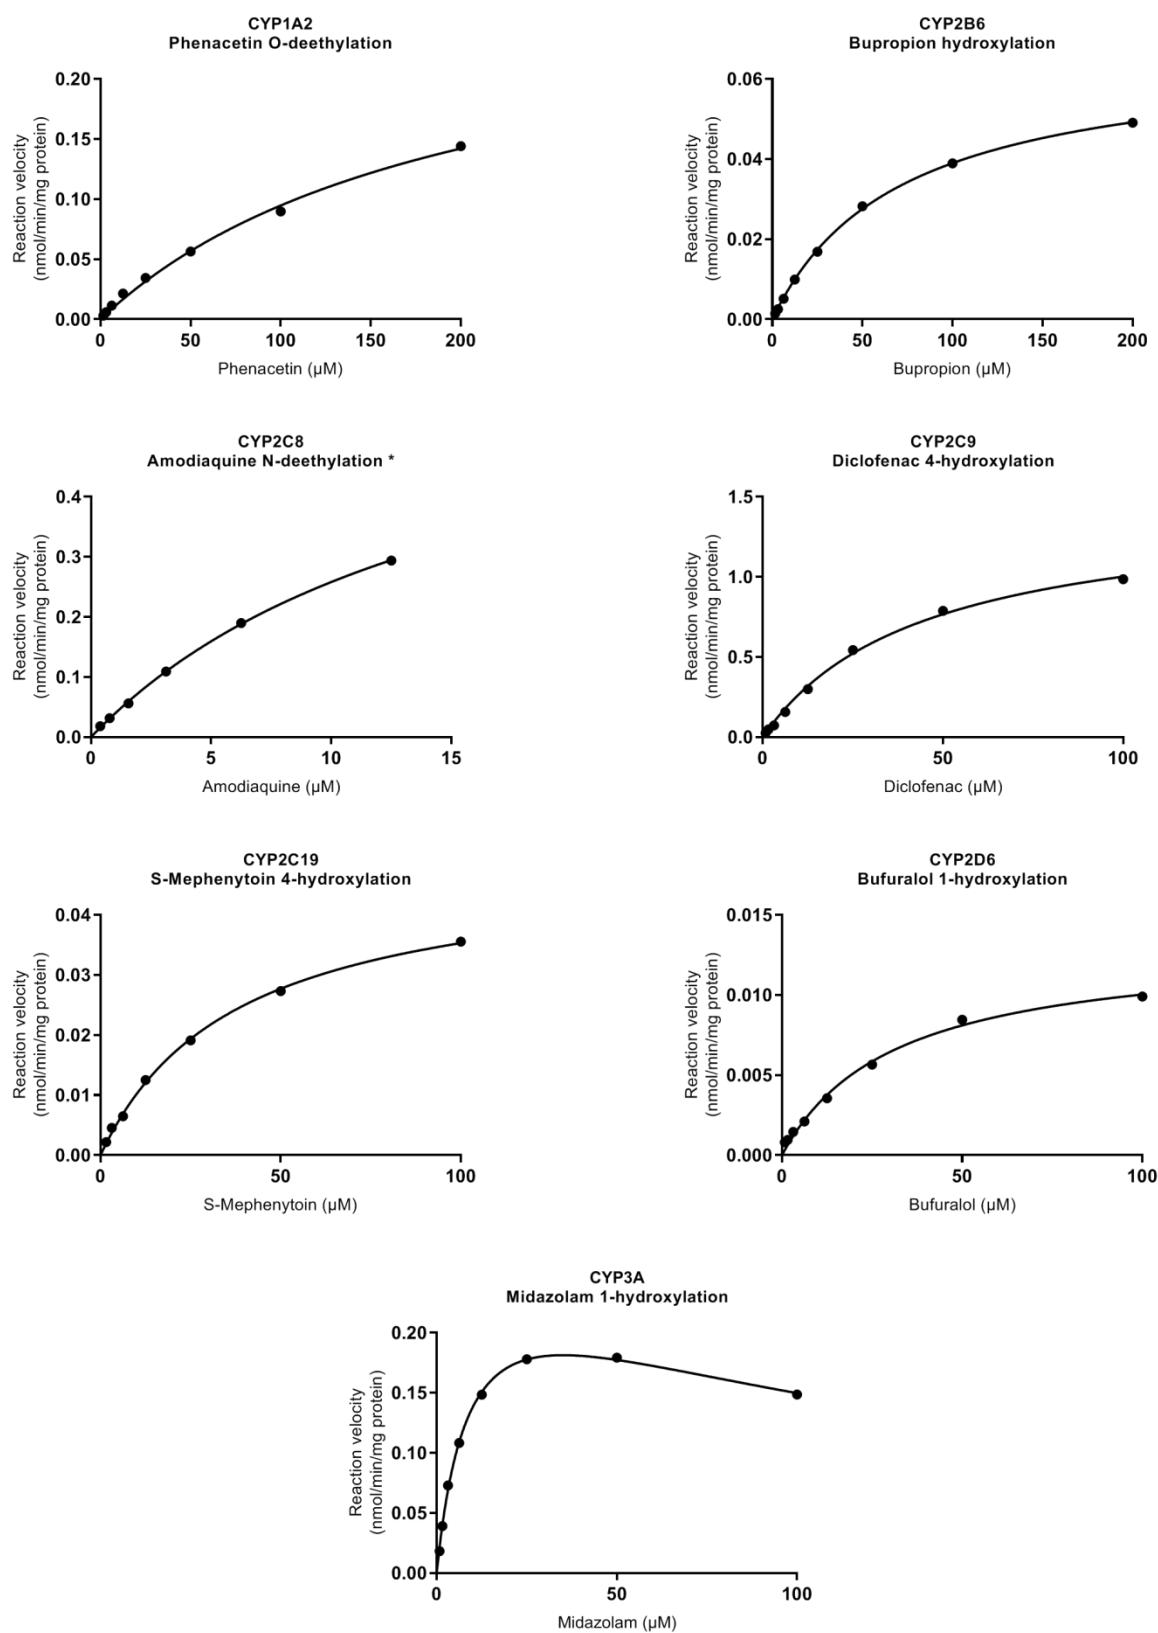 CYP1A2
Phenacetin O-deethylation
Reaction velocity
(nmol/min/mg protein)
0.20
0.15
0.10
0.05
0.00
0 50 100 150 200
Phenacetin (µM)
CYP2B6
Bupropion hydroxylation
Reaction velocity
(nmol/min/mg protein)
0.06
0.04
0.02
0.00
0 50 100 150 200
Bupropion (µM)
CYP2C8
Amodiaquine N-deethylation *
Reaction velocity
(nmol/min/mg protein)
0.4
0.3
0.2
0.1
0.0
0 5 10 15
Amodiaquine (µM)
CYP2C9
Diclofenac 4-hydroxylation
Reaction velocity
(nmol/min/mg protein)
1.5
1.0
0.5
0.0
0 50 100
Diclofenac (µM)
CYP2C19
S-Mephenytoin 4-hydroxylation
Reaction velocity
(nmol/min/mg protein)
0.04
0.03
0.02
0.01
0.00
0 50 100
S-Mephenytoin (µM)
CYP2D6
Bufuralol 1-hydroxylation
Reaction velocity
(nmol/min/mg protein)
0.015
0.010
0.005
0.000
0 50 100
Bufuralol (µM)
CYP3A
Midazolam 1-hydroxylation
Reaction velocity
(nmol/min/mg protein)
0.20
0.15
0.10
0.05
0.00
0 50 100
Midazolam (µM)